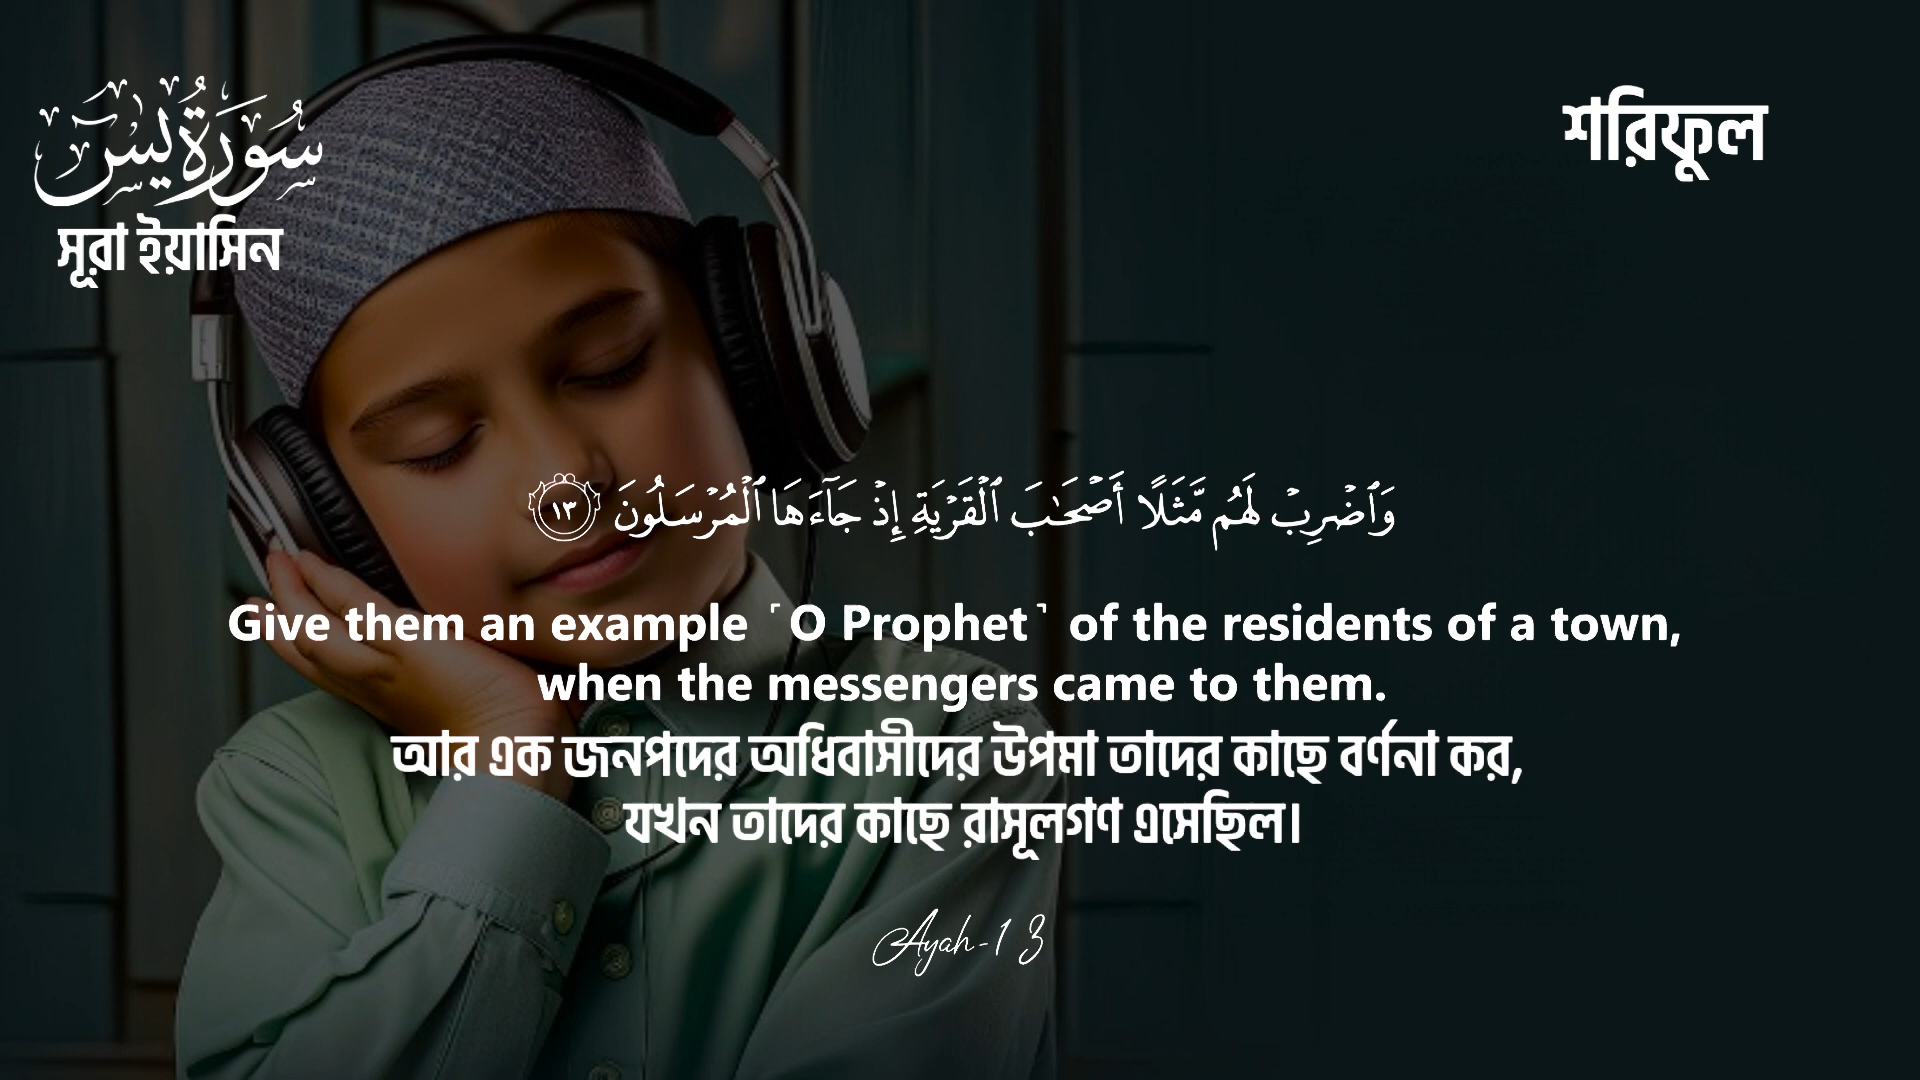 سُورَةُ يسٓ
সূরা ইয়াসিন
শরিফুল
وَٱضْرِبْ لَهُم مَّثَلًا أَصْحَـٰبَ ٱلْقَرْيَةِ إِذْ جَآءَهَا ٱلْمُرْسَلُونَ ١٣
Give them an example ˹O Prophet˺ of the residents of a town,
when the messengers came to them.
আর এক জনপদের অধিবাসীদের উপমা তাদের কাছে বর্ণনা কর,
যখন তাদের কাছে রাসূলগণ এসেছিল।
Ayah-13